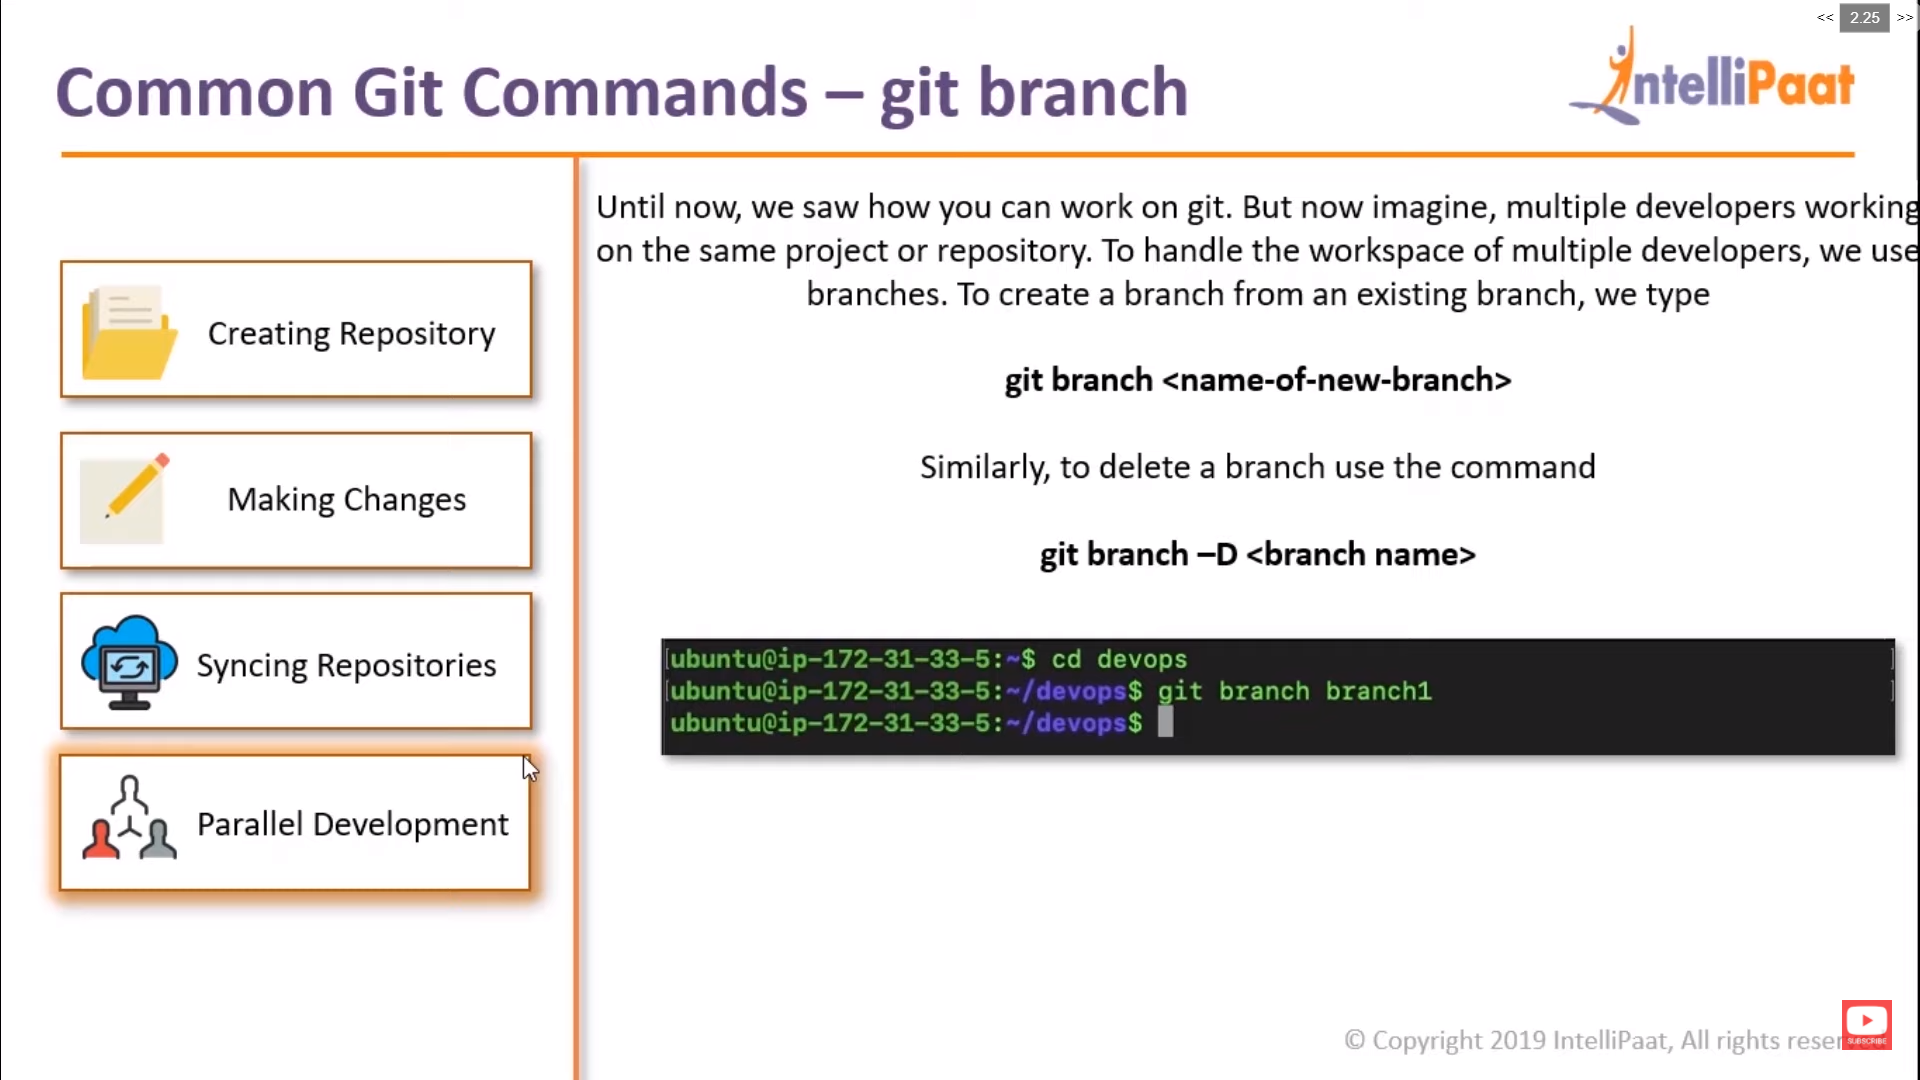 << 2.25 >>
Common Git Commands – git branch
IntelliPaat
Creating Repository
Making Changes
Syncing Repositories
Parallel Development
Until now, we saw how you can work on git. But now imagine, multiple developers working
on the same project or repository. To handle the workspace of multiple developers, we use
branches. To create a branch from an existing branch, we type
git branch <name-of-new-branch>
Similarly, to delete a branch use the command
git branch –D <branch name>
[ubuntu@ip-172-31-33-5:~$ cd devops ]
[ubuntu@ip-172-31-33-5:~/devops$ git branch branch1 ]
ubuntu@ip-172-31-33-5:~/devops$
© Copyright 2019 IntelliPaat, All rights reser
SUBSCRIBE